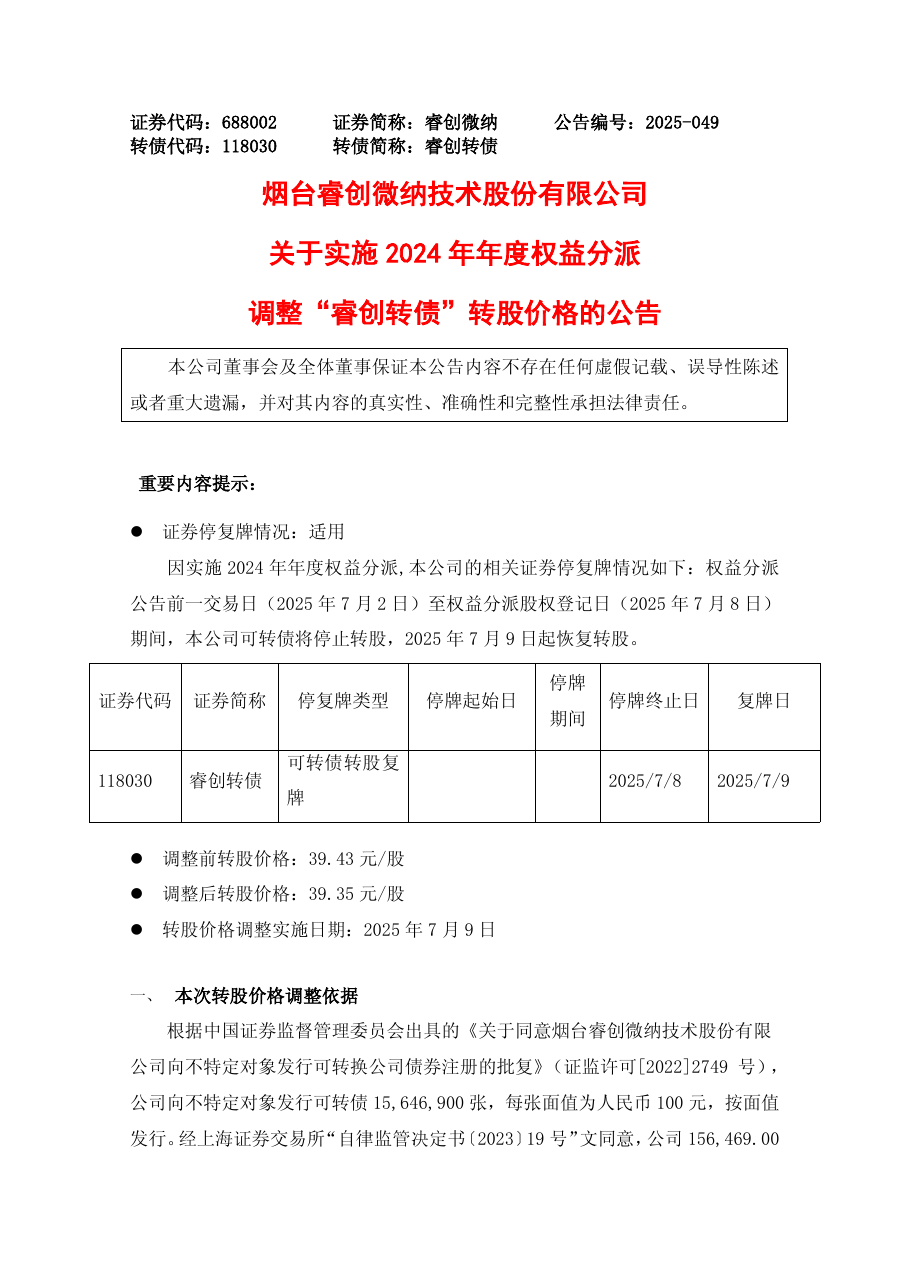 证券代码：688002 证券简称：睿创微纳 公告编号：2025-049
转债代码：118030 转债简称：睿创转债
烟台睿创微纳技术股份有限公司
关于实施 2024 年年度权益分派
调整“睿创转债”转股价格的公告
本公司董事会及全体董事保证本公告内容不存在任何虚假记载、误导性陈述
或者重大遗漏，并对其内容的真实性、准确性和完整性承担法律责任。
重要内容提示：
● 证券停复牌情况：适用
因实施 2024 年年度权益分派,本公司的相关证券停复牌情况如下：权益分派
公告前一交易日（2025 年 7 月 2 日）至权益分派股权登记日（2025 年 7 月 8 日）
期间，本公司可转债将停止转股，2025 年 7 月 9 日起恢复转股。
证券代码 证券简称 停复牌类型 停牌起始日 停牌
期间 停牌终止日 复牌日
118030 睿创转债 可转债转股复
牌 2025/7/8 2025/7/9
● 调整前转股价格：39.43 元/股
● 调整后转股价格：39.35 元/股
● 转股价格调整实施日期：2025 年 7 月 9 日
一、 本次转股价格调整依据
根据中国证券监督管理委员会出具的《关于同意烟台睿创微纳技术股份有限
公司向不特定对象发行可转换公司债券注册的批复》（证监许可[2022]2749 号），
公司向不特定对象发行可转债 15,646,900 张，每张面值为人民币 100 元，按面值
发行。经上海证券交易所“自律监管决定书〔2023〕19 号”文同意，公司 156,469.00